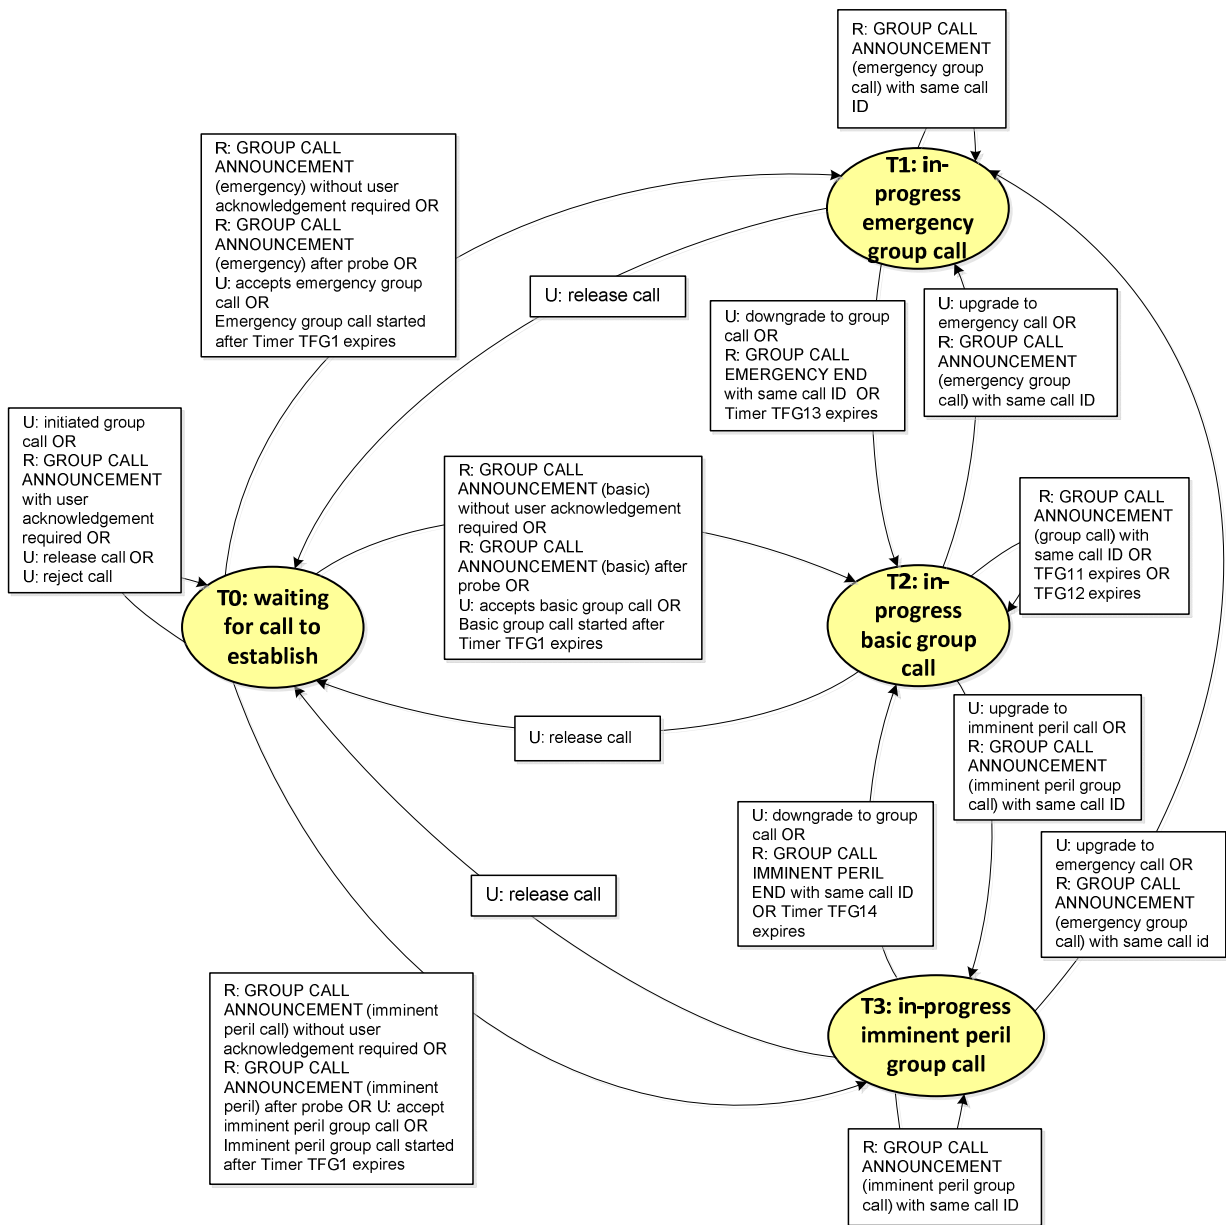 R: GROUP CALL
ANNOUNCEMENT
(emergency group
call) with same call
ID
R: GROUP CALL
ANNOUNCEMENT
(emergency) without user
acknowledgement required OR
R: GROUP CALL
ANNOUNCEMENT
(emergency) after probe OR
U: accepts emergency group
call OR
Emergency group call started
after Timer TFG1 expires
T1: in-
progress
emergency
group call
U: release call
U: downgrade to group
call OR
R: GROUP CALL
EMERGENCY END
with same call ID  OR
Timer TFG13 expires
U: upgrade to
emergency call OR
R: GROUP CALL
ANNOUNCEMENT
(emergency group
call) with same call ID
U: initiated group
call OR
R: GROUP CALL
ANNOUNCEMENT
with user
acknowledgement
required OR
U: release call OR
U: reject call
R: GROUP CALL
ANNOUNCEMENT (basic)
without user acknowledgement
required OR
R: GROUP CALL
ANNOUNCEMENT (basic) after
probe OR
U: accepts basic group call OR
Basic group call started after
Timer TFG1 expires
R: GROUP CALL
ANNOUNCEMENT
(group call) with
same call ID OR
TFG11 expires OR
TFG12 expires
T0: waiting
for call to
establish
T2: in-
progress
basic group
call
U: release call
U: upgrade to
imminent peril call OR
R: GROUP CALL
ANNOUNCEMENT
(imminent peril group
call) with same call ID
U: downgrade to group
call OR
R: GROUP CALL
IMMINENT PERIL
END with same call ID
OR Timer TFG14
expires
U: upgrade to
emergency call OR
R: GROUP CALL
ANNOUNCEMENT
(emergency group
call) with same call id
U: release call
R: GROUP CALL
ANNOUNCEMENT (imminent
peril call) without user
acknowledgement required OR
R: GROUP CALL
ANNOUNCEMENT (imminent
peril) after probe OR U: accept
imminent peril group call OR
Imminent peril group call started
after Timer TFG1 expires
T3: in-progress
imminent peril
group call
R: GROUP CALL
ANNOUNCEMENT
(imminent peril group
call) with same call ID